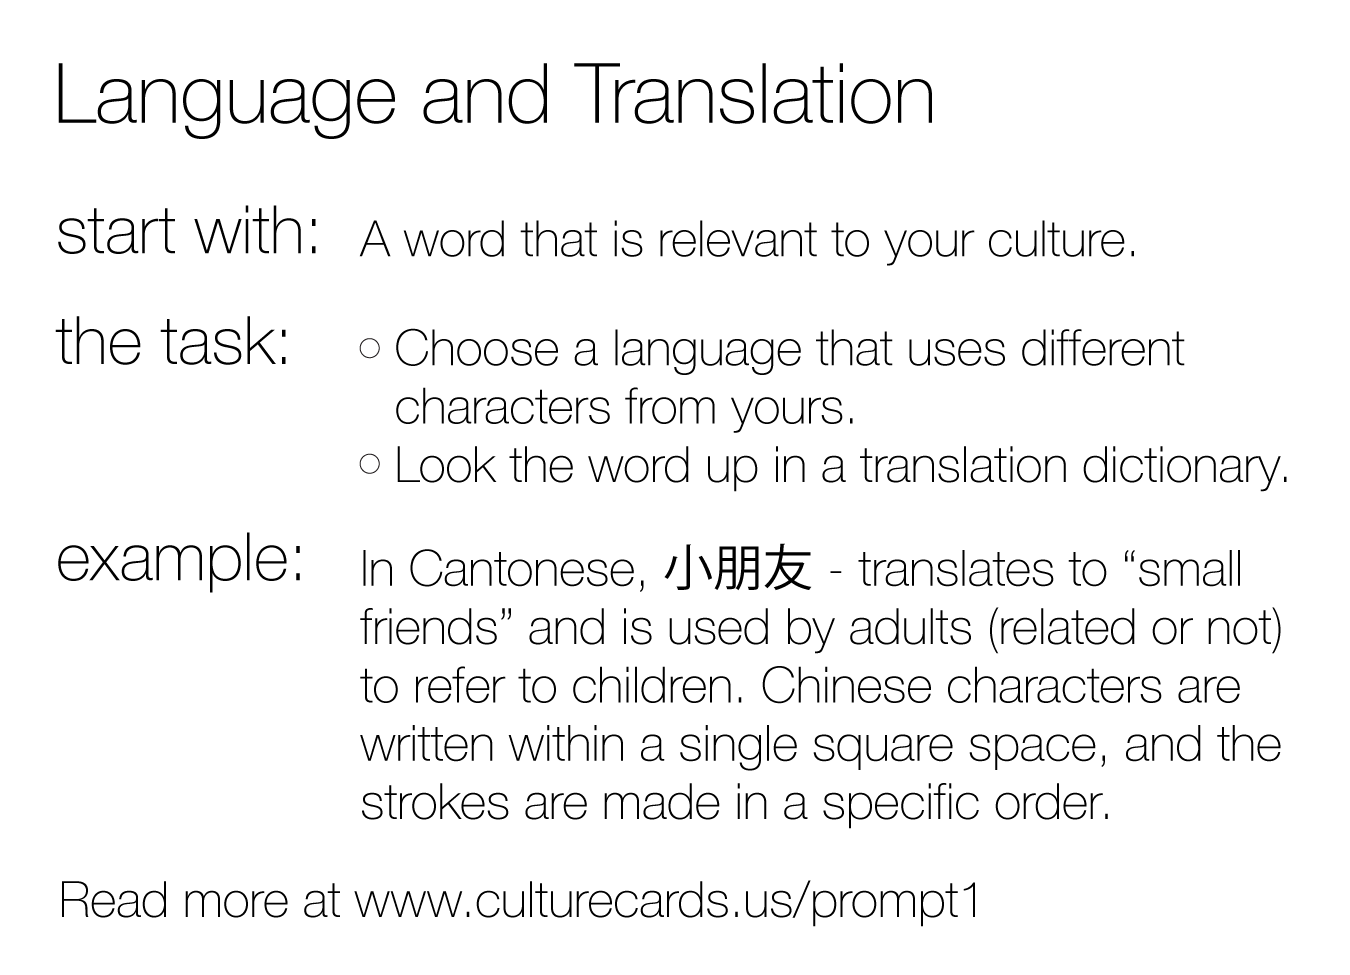 Language and Translation
start with: A word that is relevant to your culture.
the task: ○ Choose a language that uses different
characters from yours.
○ Look the word up in a translation dictionary.
example: In Cantonese, 小朋友 - translates to “small
friends” and is used by adults (related or not)
to refer to children. Chinese characters are
written within a single square space, and the
strokes are made in a specific order.
Read more at www.culturecards.us/prompt1